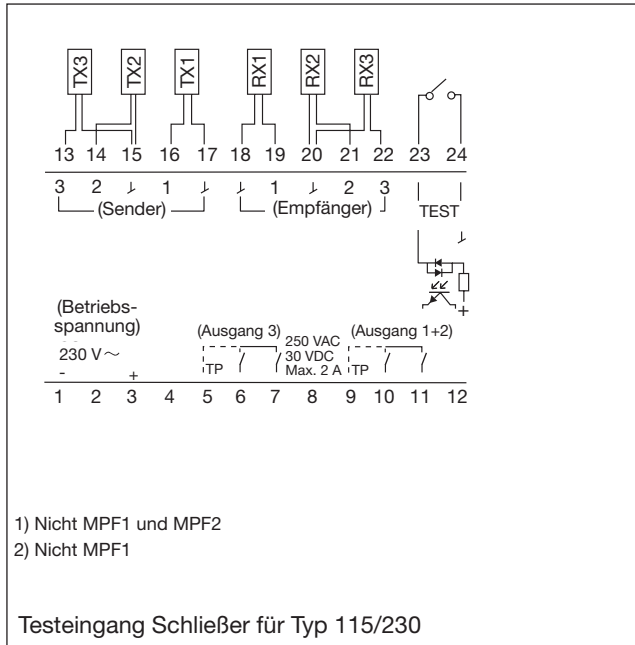 TX3 TX2 TX1 RX1 RX2 RX3
13 14 15 16 17 18 19 20 21 22 23 24
3 2 1 1 2 3
(Sender) (Empfänger) TEST
+
(Betriebs-
spannung)
230 V～
- +
(Ausgang 3)
TP
250 VAC
30 VDC
Max. 2 A
(Ausgang 1+2)
TP
1 2 3 4 5 6 7 8 9 10 11 12
1) Nicht MPF1 und MPF2
2) Nicht MPF1
Testeingang Schließer für Typ 115/230